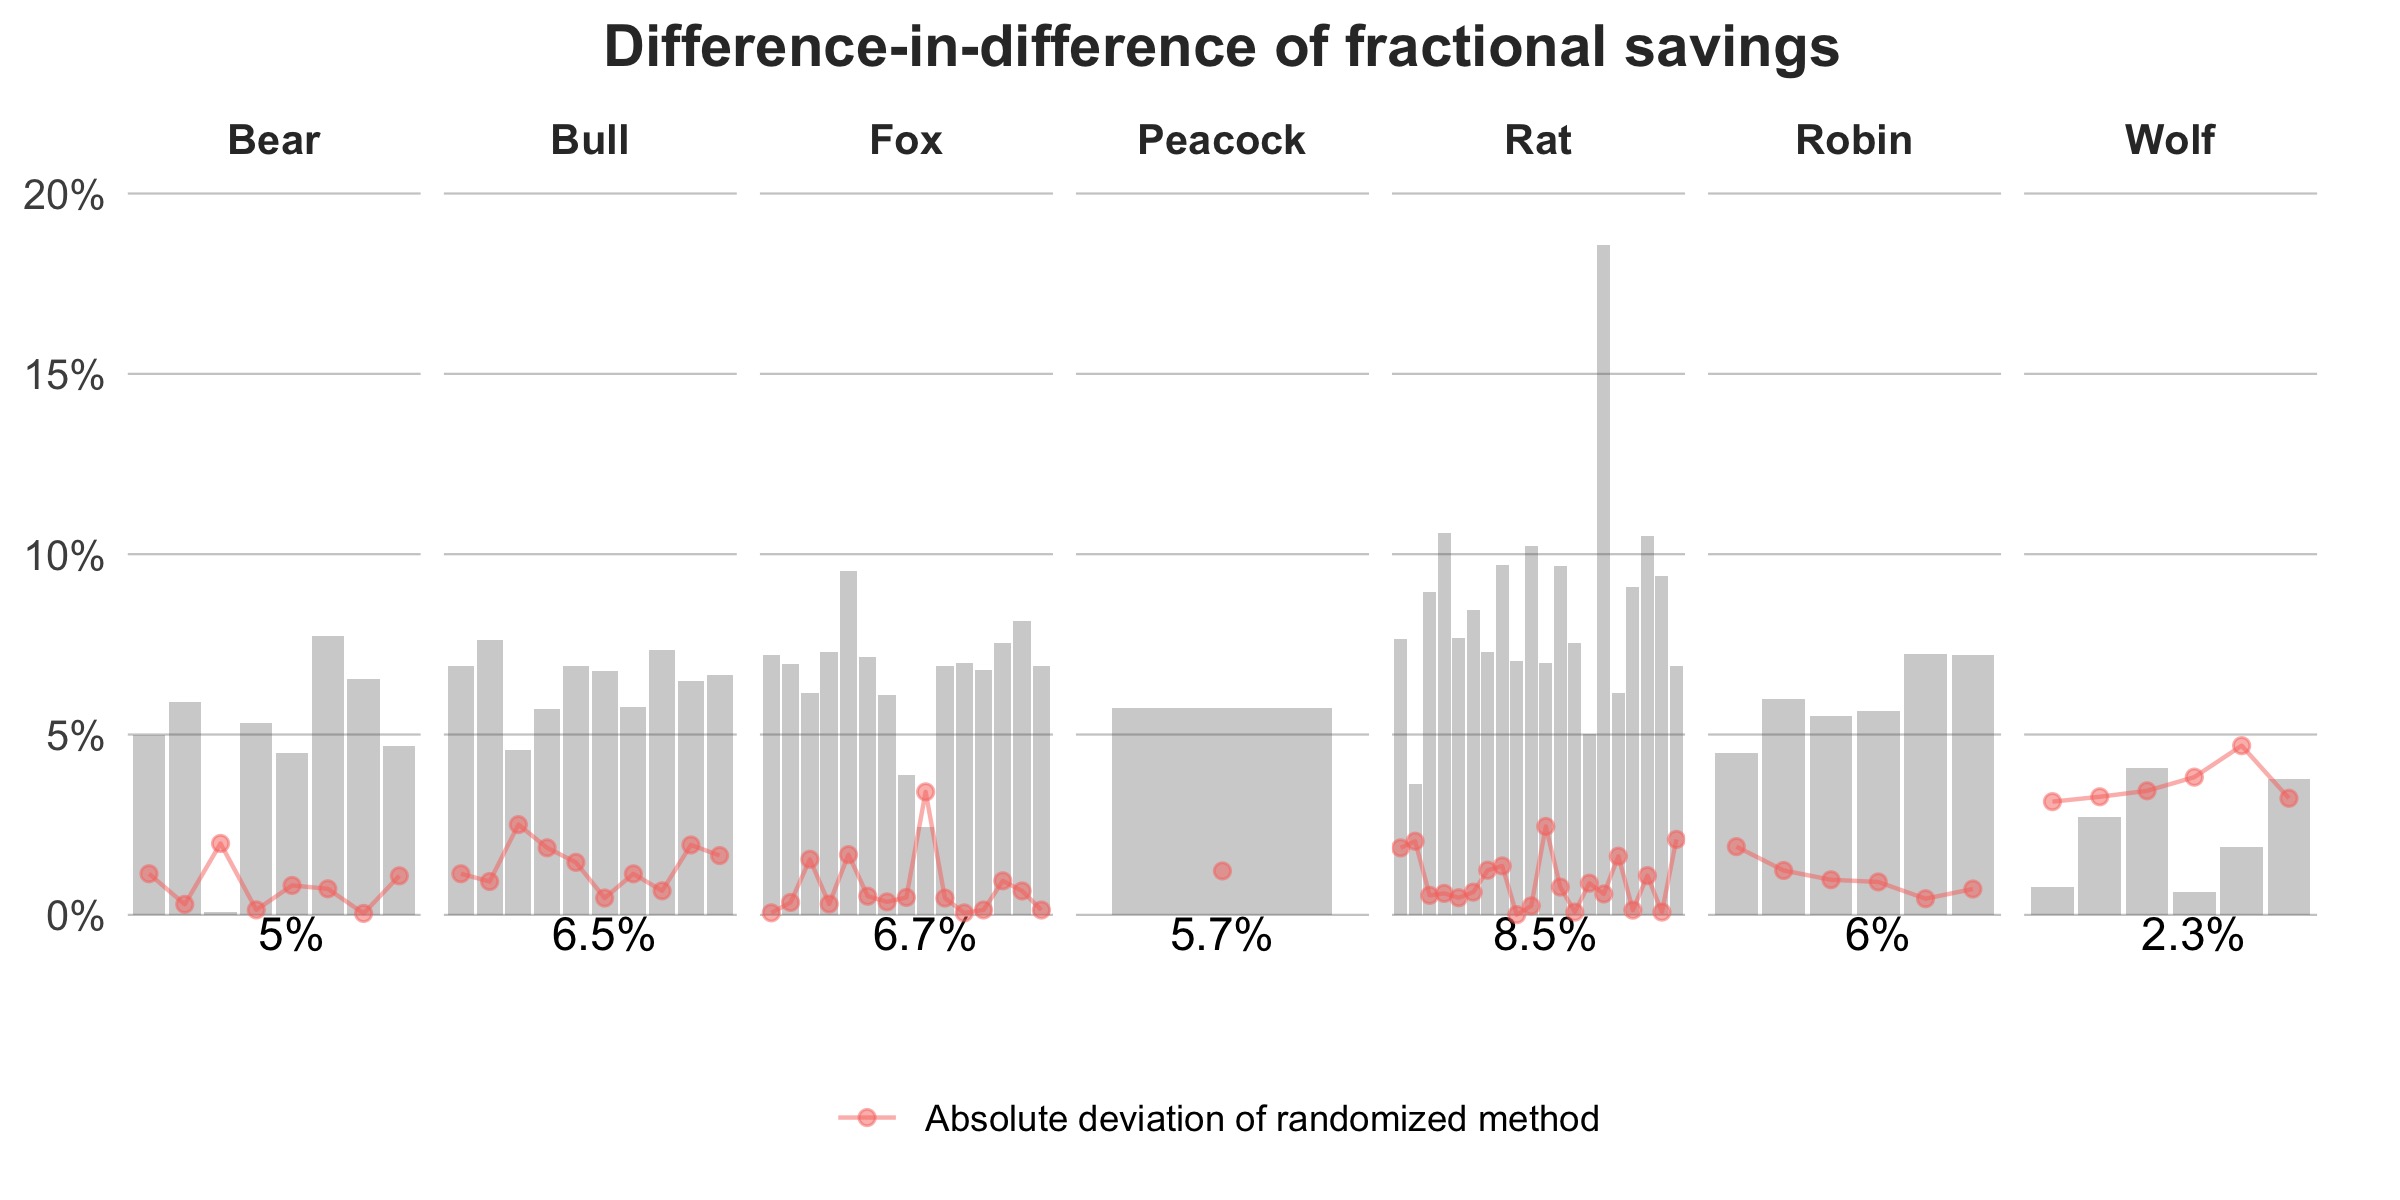 Difference-in-difference of fractional savings
Bear Bull Fox Peacock Rat Robin Wolf
20%
15%
10%
5%
0%
5% 6.5% 6.7% 5.7% 8.5% 6% 2.3%
Absolute deviation of randomized method